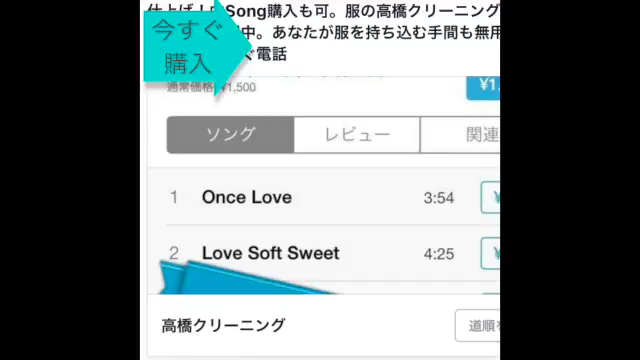 今すぐ
購入
Song購入も可。服の高橋クリーニング
中。あなたが服を持ち込む手間も無用
電話
通常価格 ¥1,500
ソング
レビュー
関連
1 Once Love 3:54
2 Love Soft Sweet 4:25
高橋クリーニング
道順